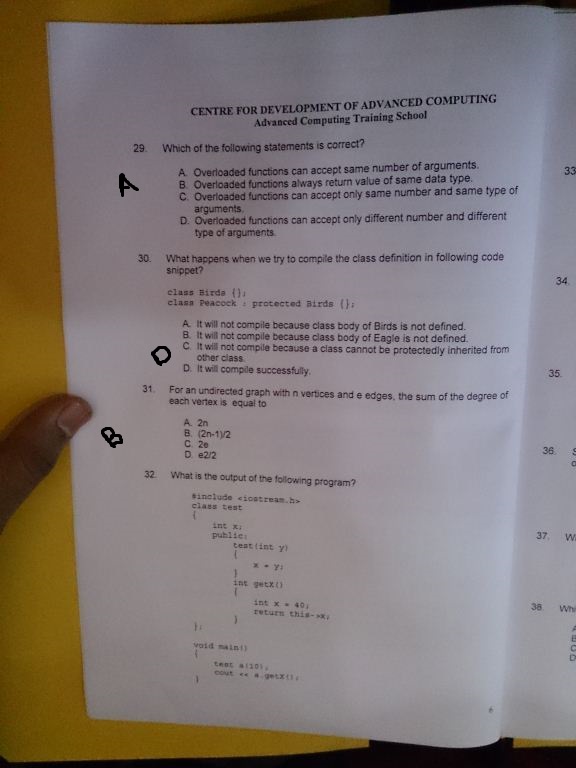 CENTRE FOR DEVELOPMENT OF ADVANCED COMPUTING
Advanced Computing Training School
29. Which of the following statements is correct?
A
A. Overloaded functions can accept same number of arguments.
B. Overloaded functions always return value of same data type.
C. Overloaded functions can accept only same number and same type of
arguments.
D. Overloaded functions can accept only different number and different
type of arguments.
30. What happens when we try to compile the class definition in following code
snippet?
class Birds {};
class Peacock : protected Birds {};
A. It will not compile because class body of Birds is not defined.
B. It will not compile because class body of Eagle is not defined.
C. It will not compile because a class cannot be protectedly inherited from
other class.
D
D. It will compile successfully.
31. For an undirected graph with n vertices and e edges, the sum of the degree of
each vertex is equal to
A. 2n
B. (2n-1)/2
B
C. 2e
D. e2/2
32. What is the output of the following program?
#include <iostream.h>
class test
{
int x;
public:
test(int y)
{
x = y;
}
int getX()
{
int x = 40;
return this->x;
}
};
void main()
{
test a(10);
cout << a.getX();
}
6
33
34.
35.
36.
37.
38.